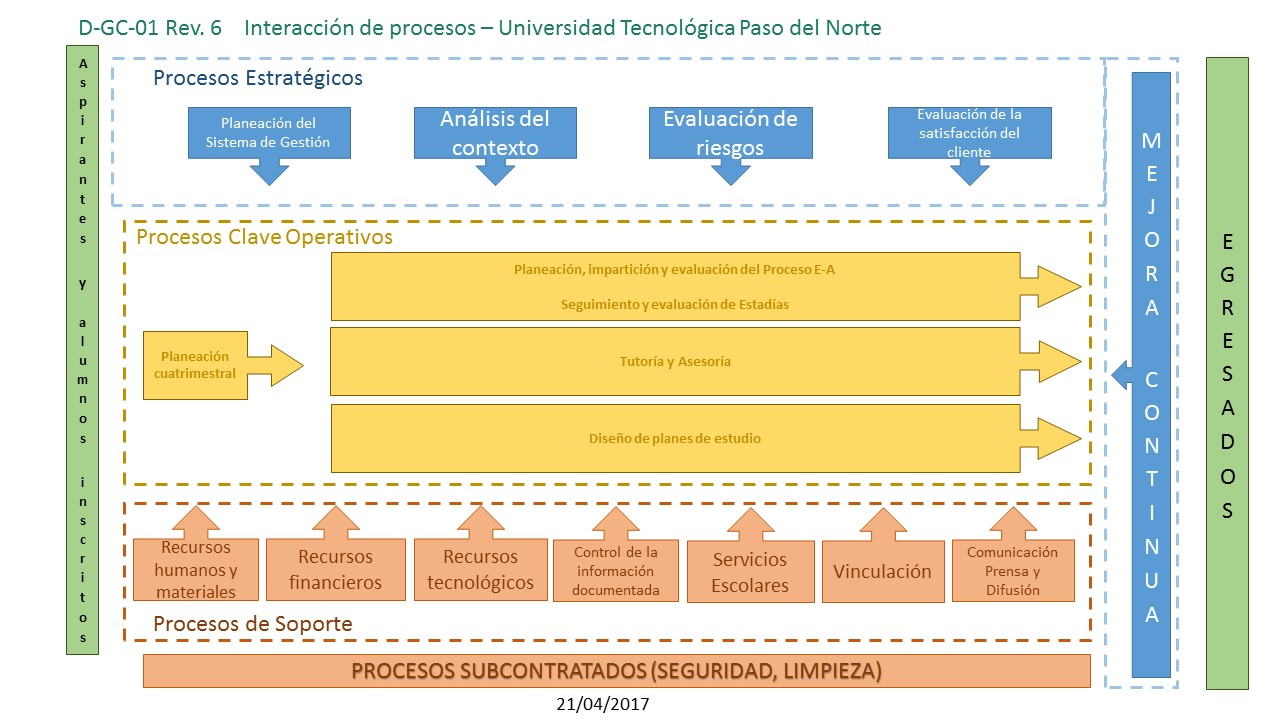 D-GC-01 Rev. 6 Interacción de procesos – Universidad Tecnológica Paso del Norte
Aspirantes y alumnos inscritos
Procesos Estratégicos
Planeación del
Sistema de Gestión
Análisis del
contexto
Evaluación de
riesgos
Evaluación de la
satisfacción del
cliente
Procesos Clave Operativos
Planeación
cuatrimestral
Planeación, impartición y evaluación del Proceso E-A
Seguimiento y evaluación de Estadías
Tutoría y Asesoría
Diseño de planes de estudio
Recursos
humanos y
materiales
Recursos
financieros
Recursos
tecnológicos
Control de la
información
documentada
Servicios
Escolares
Vinculación
Comunicación
Prensa y
Difusión
Procesos de Soporte
PROCESOS SUBCONTRATADOS (SEGURIDAD, LIMPIEZA)
MEJORA CONTINUA
EGRESADOS
21/04/2017